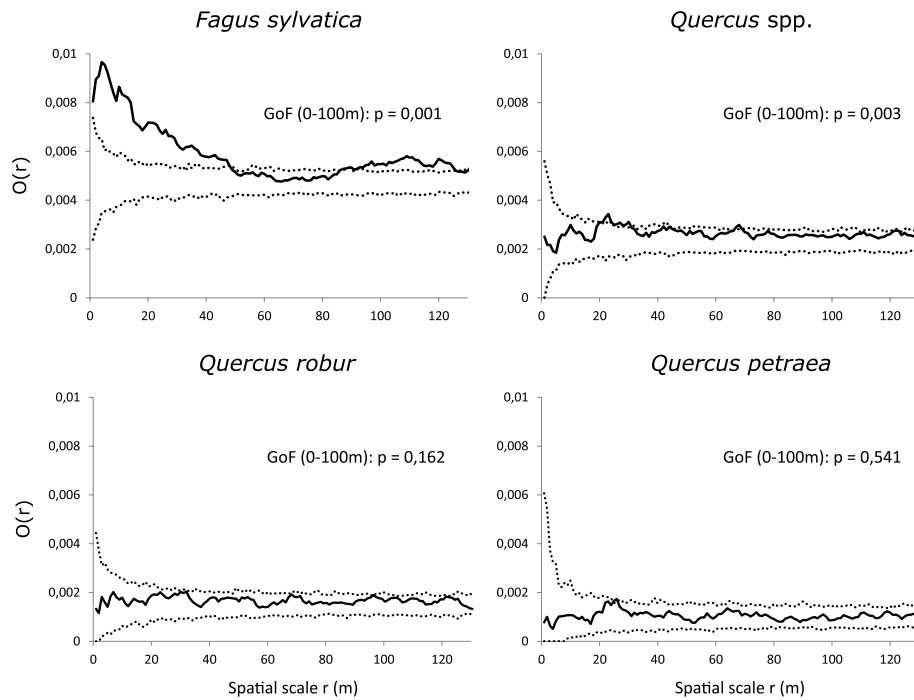 Fagus sylvatica
Quercus spp.
0,01
0,008
0,006
0,004
0,002
0
O(r)
GoF (0-100m): p = 0,001
0 20 40 60 80 100 120
0,01
0,008
0,006
0,004
0,002
0
GoF (0-100m): p = 0,003
0 20 40 60 80 100 120
Quercus robur
Quercus petraea
0,01
0,008
0,006
0,004
0,002
0
O(r)
GoF (0-100m): p = 0,162
0 20 40 60 80 100 120
Spatial scale r (m)
0,01
0,008
0,006
0,004
0,002
0
GoF (0-100m): p = 0,541
0 20 40 60 80 100 120
Spatial scale r (m)